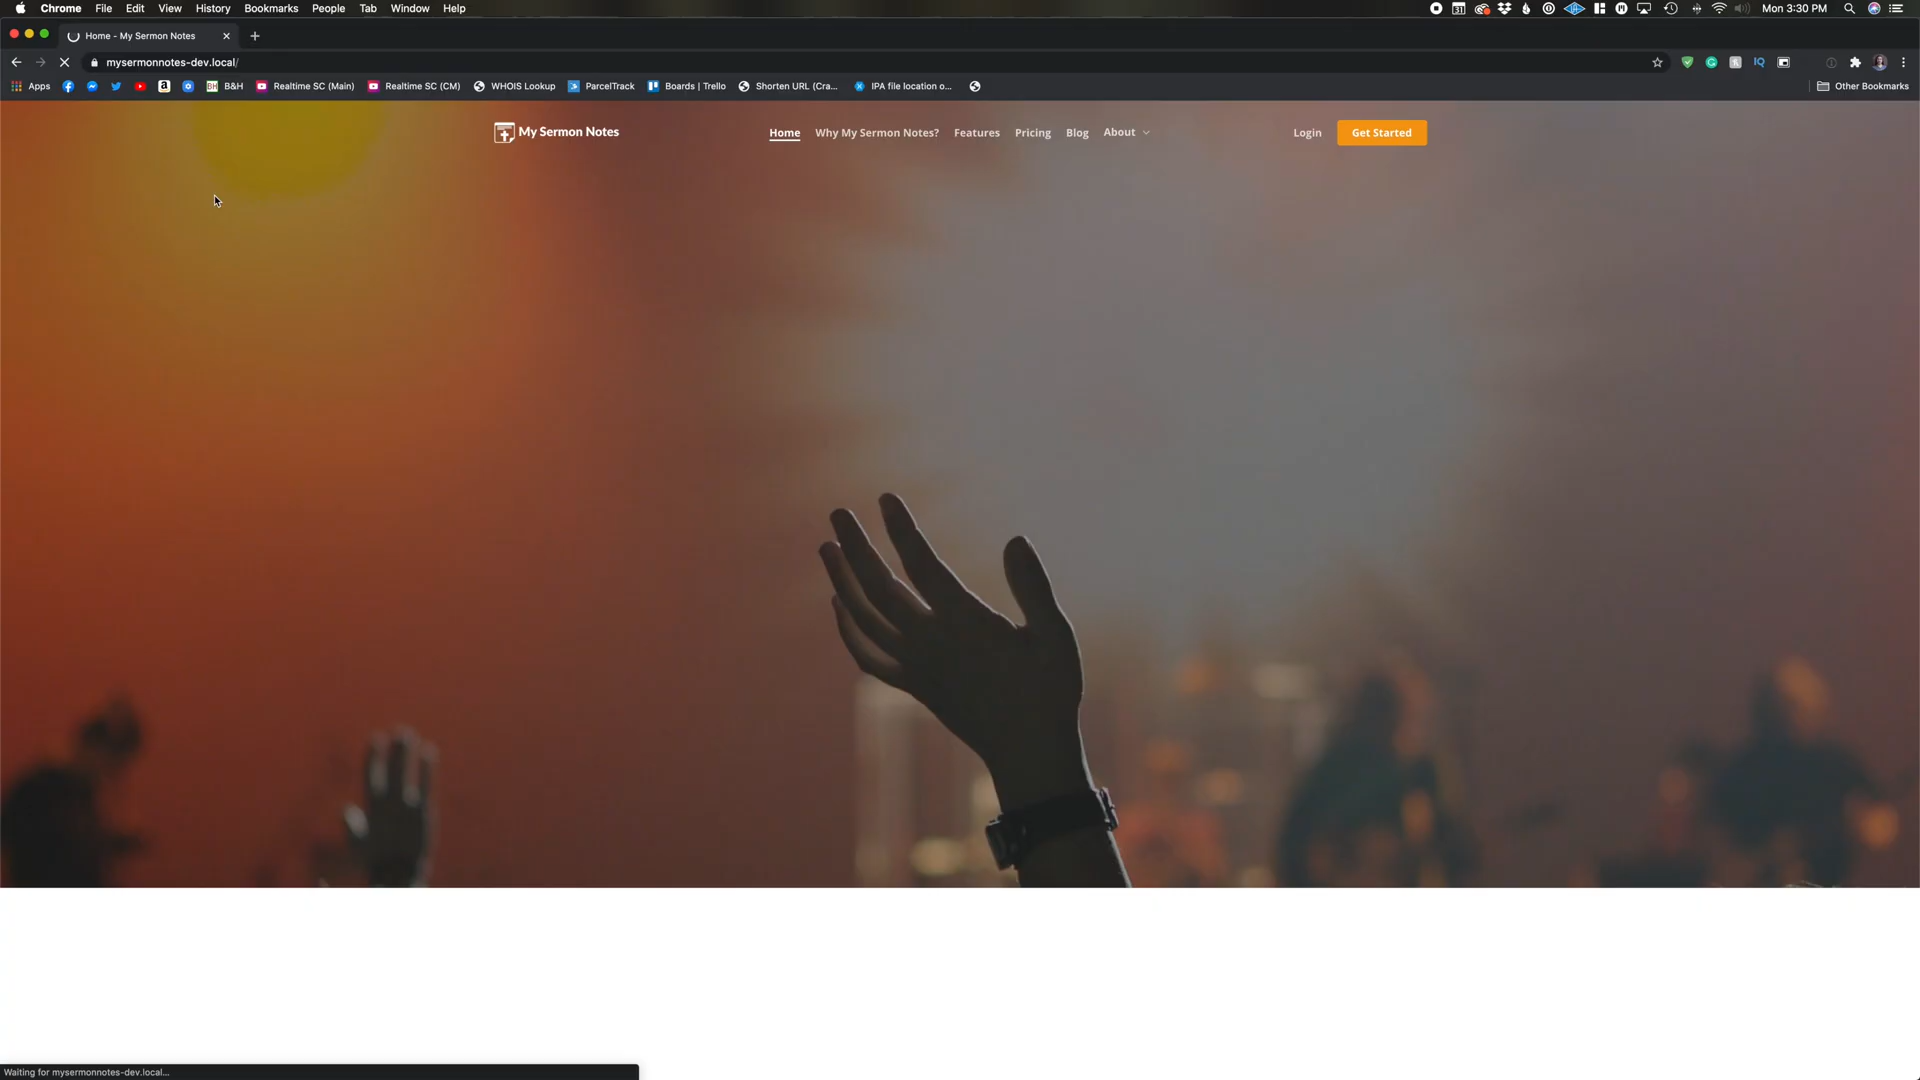 Chrome File Edit View History Bookmarks People Tab Window Help 31 Mon 3:30 PM
Home - My Sermon Notes
mysermonnotes-dev.local/ IQ
Apps BH B&H Realtime SC (Main) Realtime SC (CM) WHOIS Lookup ParcelTrack Boards | Trello Shorten URL (Cra... IPA file location o... Other Bookmarks
My Sermon Notes Home Why My Sermon Notes? Features Pricing Blog About Login Get Started
Waiting for mysermonnotes-dev.local...